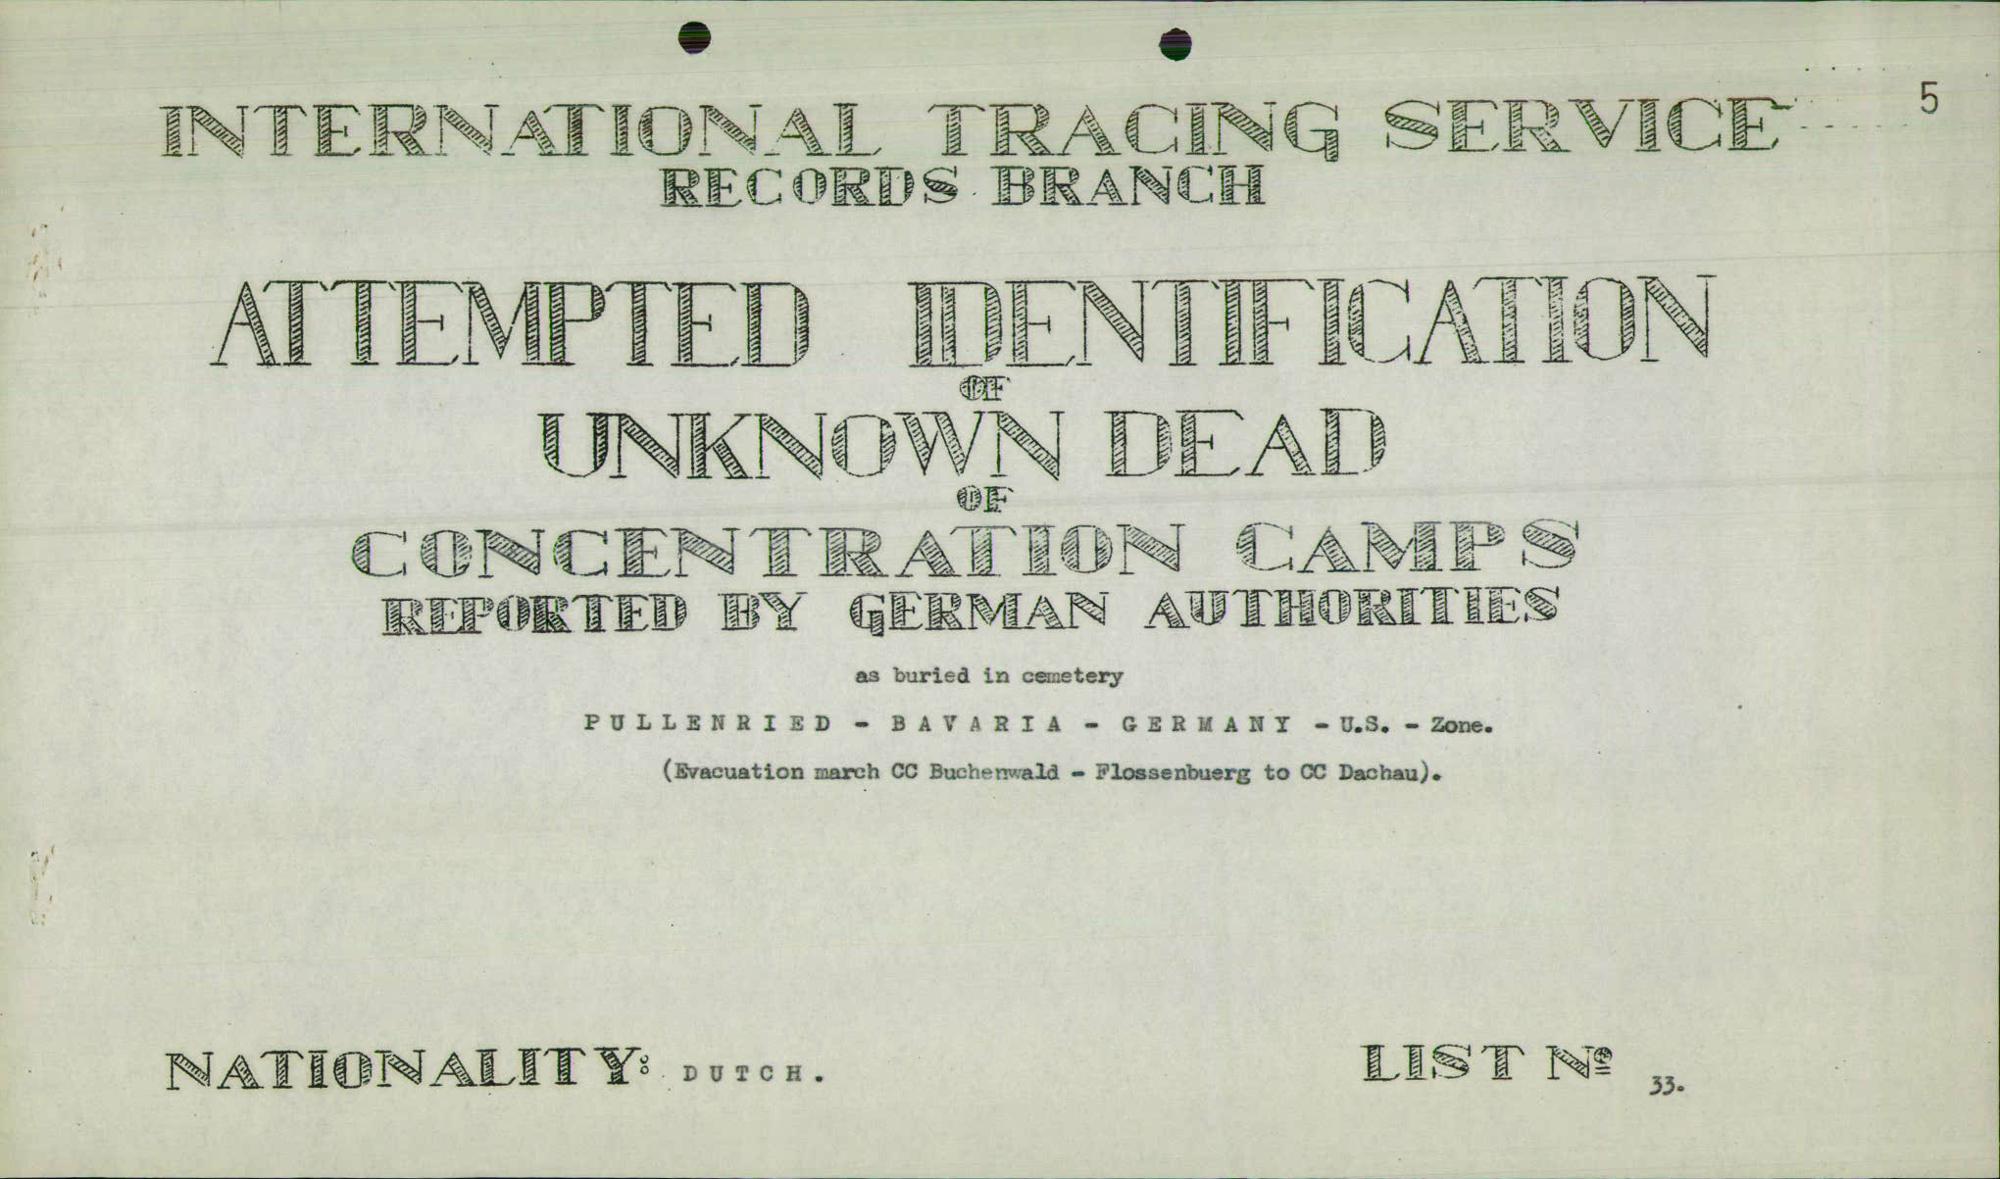 5
INTERNATIONAL TRACING SERVICE
RECORDS BRANCH
ATTEMPTED IDENTIFICATION
OF
UNKNOWN DEAD
OF
CONCENTRATION CAMPS
REPORTED BY GERMAN AUTHORITIES
as buried in cemetery
PULLENRIED - BAVARIA - GERMANY - U.S. - Zone.
(Evacuation march CC Buchenwald - Flossenbuerg to CC Dachau).
NATIONALITY: DUTCH. LIST Nº 33.